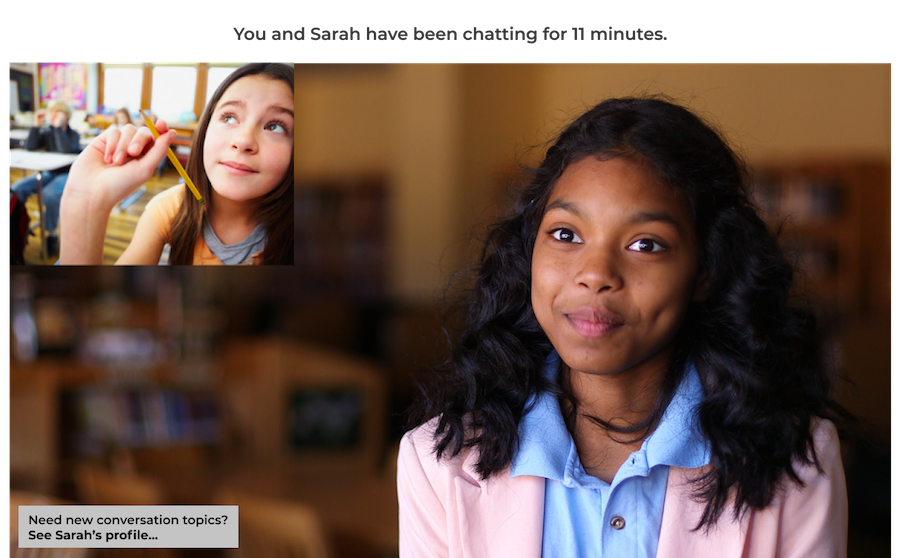 You and Sarah have been chatting for 11 minutes.
Need new conversation topics?
See Sarah's profile...